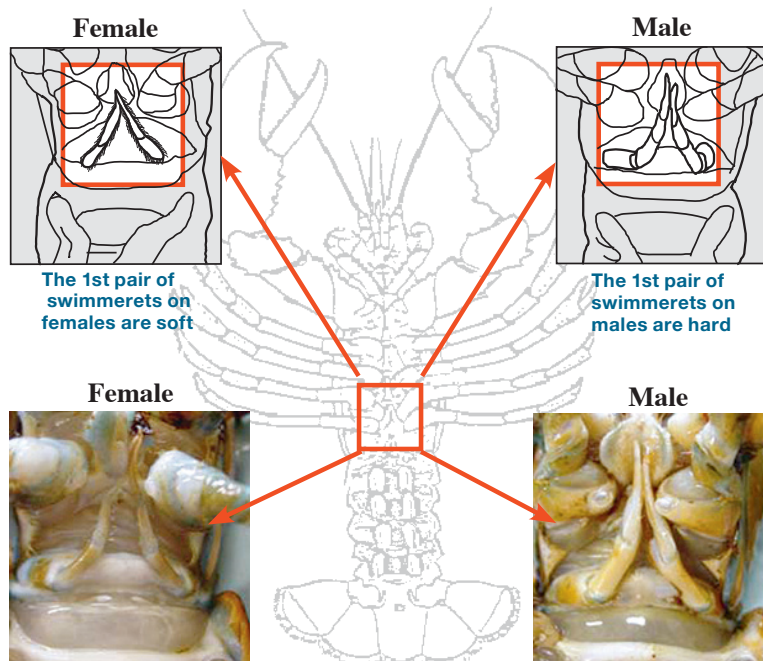 Female
Male
The 1st pair of
swimmerets on
females are soft
The 1st pair of
swimmerets on
males are hard
Female
Male